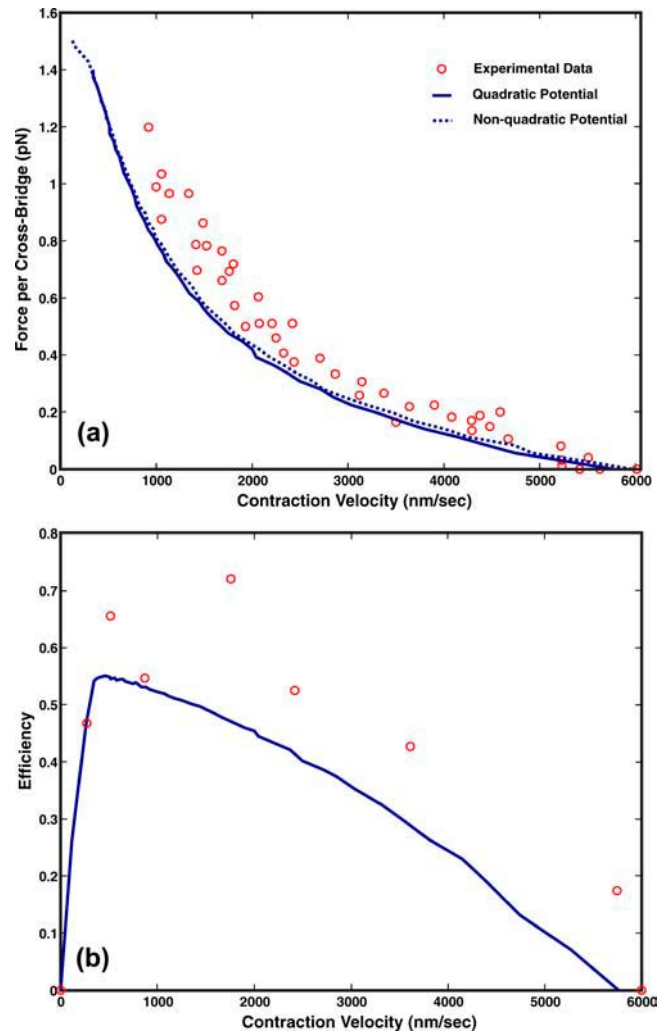 1.6
1.4
1.2
1
0.8
0.6
0.4
0.2
0
Force per Cross-Bridge (pN)
Experimental Data
Quadratic Potential
Non-quadratic Potential
(a)
0 1000 2000 3000 4000 5000 6000
Contraction Velocity (nm/sec)
0.8
0.7
0.6
0.5
0.4
0.3
0.2
0.1
0
Efficiency
(b)
0 1000 2000 3000 4000 5000 6000
Contraction Velocity (nm/sec)